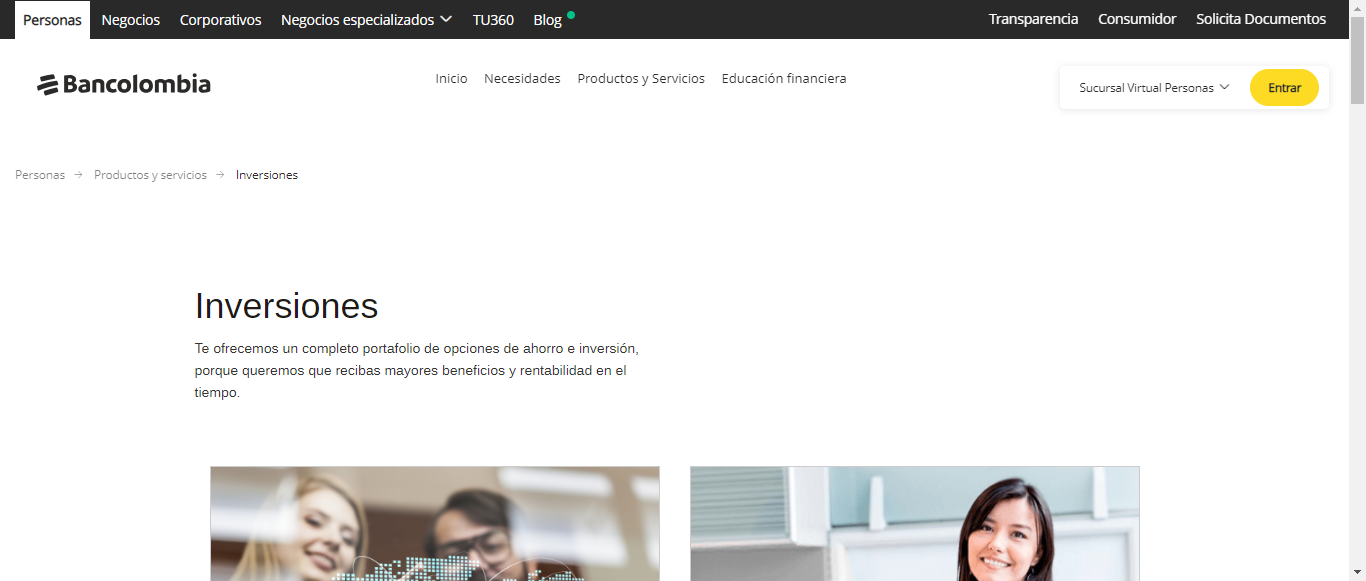 Personas Negocios Corporativos Negocios especializados TU360 Blog Transparencia Consumidor Solicita Documentos
Bancolombia Inicio Necesidades Productos y Servicios Educación financiera Sucursal Virtual Personas Entrar
Personas → Productos y servicios → Inversiones
Inversiones
Te ofrecemos un completo portafolio de opciones de ahorro e inversión,
porque queremos que recibas mayores beneficios y rentabilidad en el
tiempo.